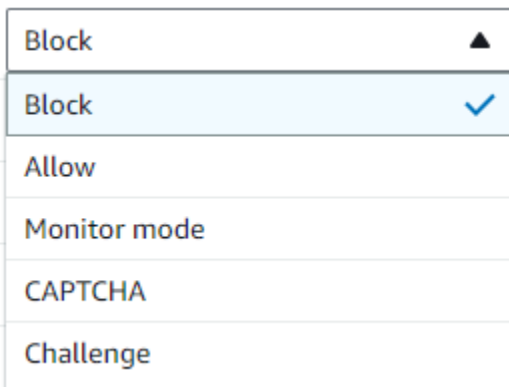 Block
Block
Allow
Monitor mode
CAPTCHA
Challenge